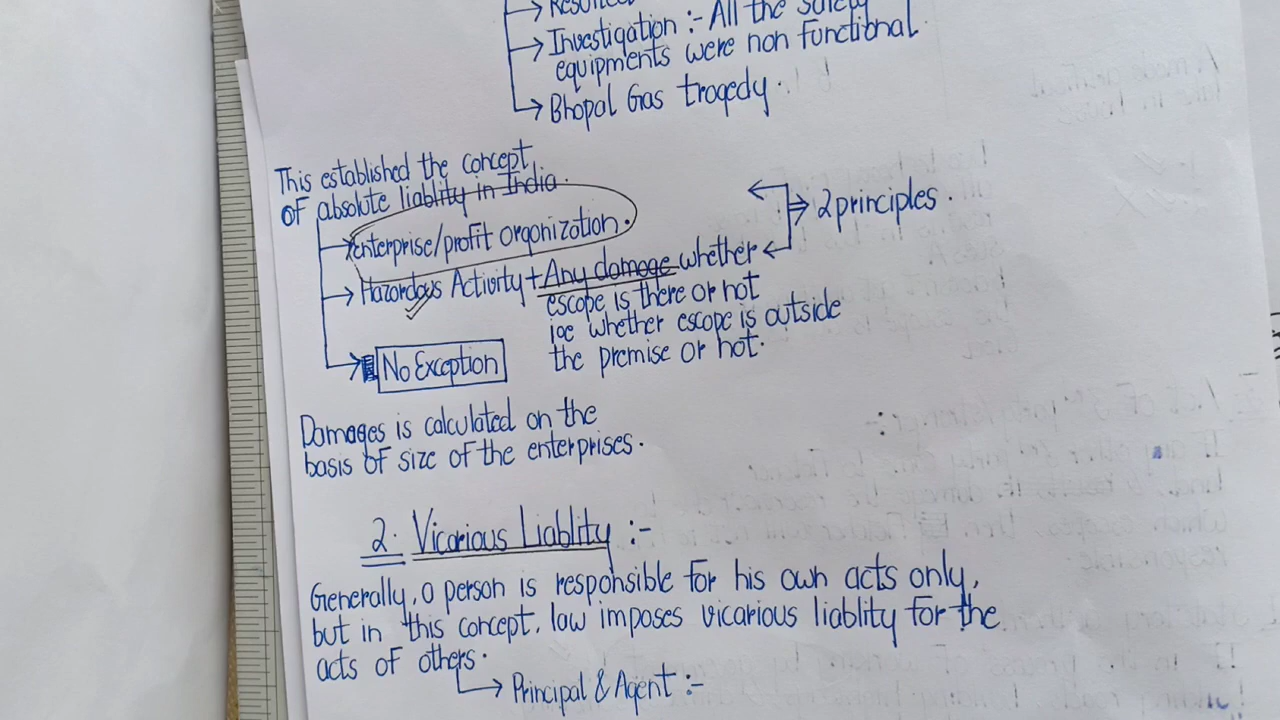 → Resulted
→ Investigation :- All the safety
equipments were non functional.
→ Bhopal Gas tragedy.
This established the concept
of absolute liablity in India.
→ enterprise/profit organization.
→ Hazardous Activity + Any damage whether
escape is there or not
ioe whether escape is outside
the premise or not.
⇒ 2 principles.
→ No Exception
Damages is calculated on the
basis of size of the enterprises.
2. Vicarious Liablity :-
Generally, a person is responsible for his own acts only,
but in this concept, law imposes vicarious liablity for the
acts of others.
→ Principal & Agent :-